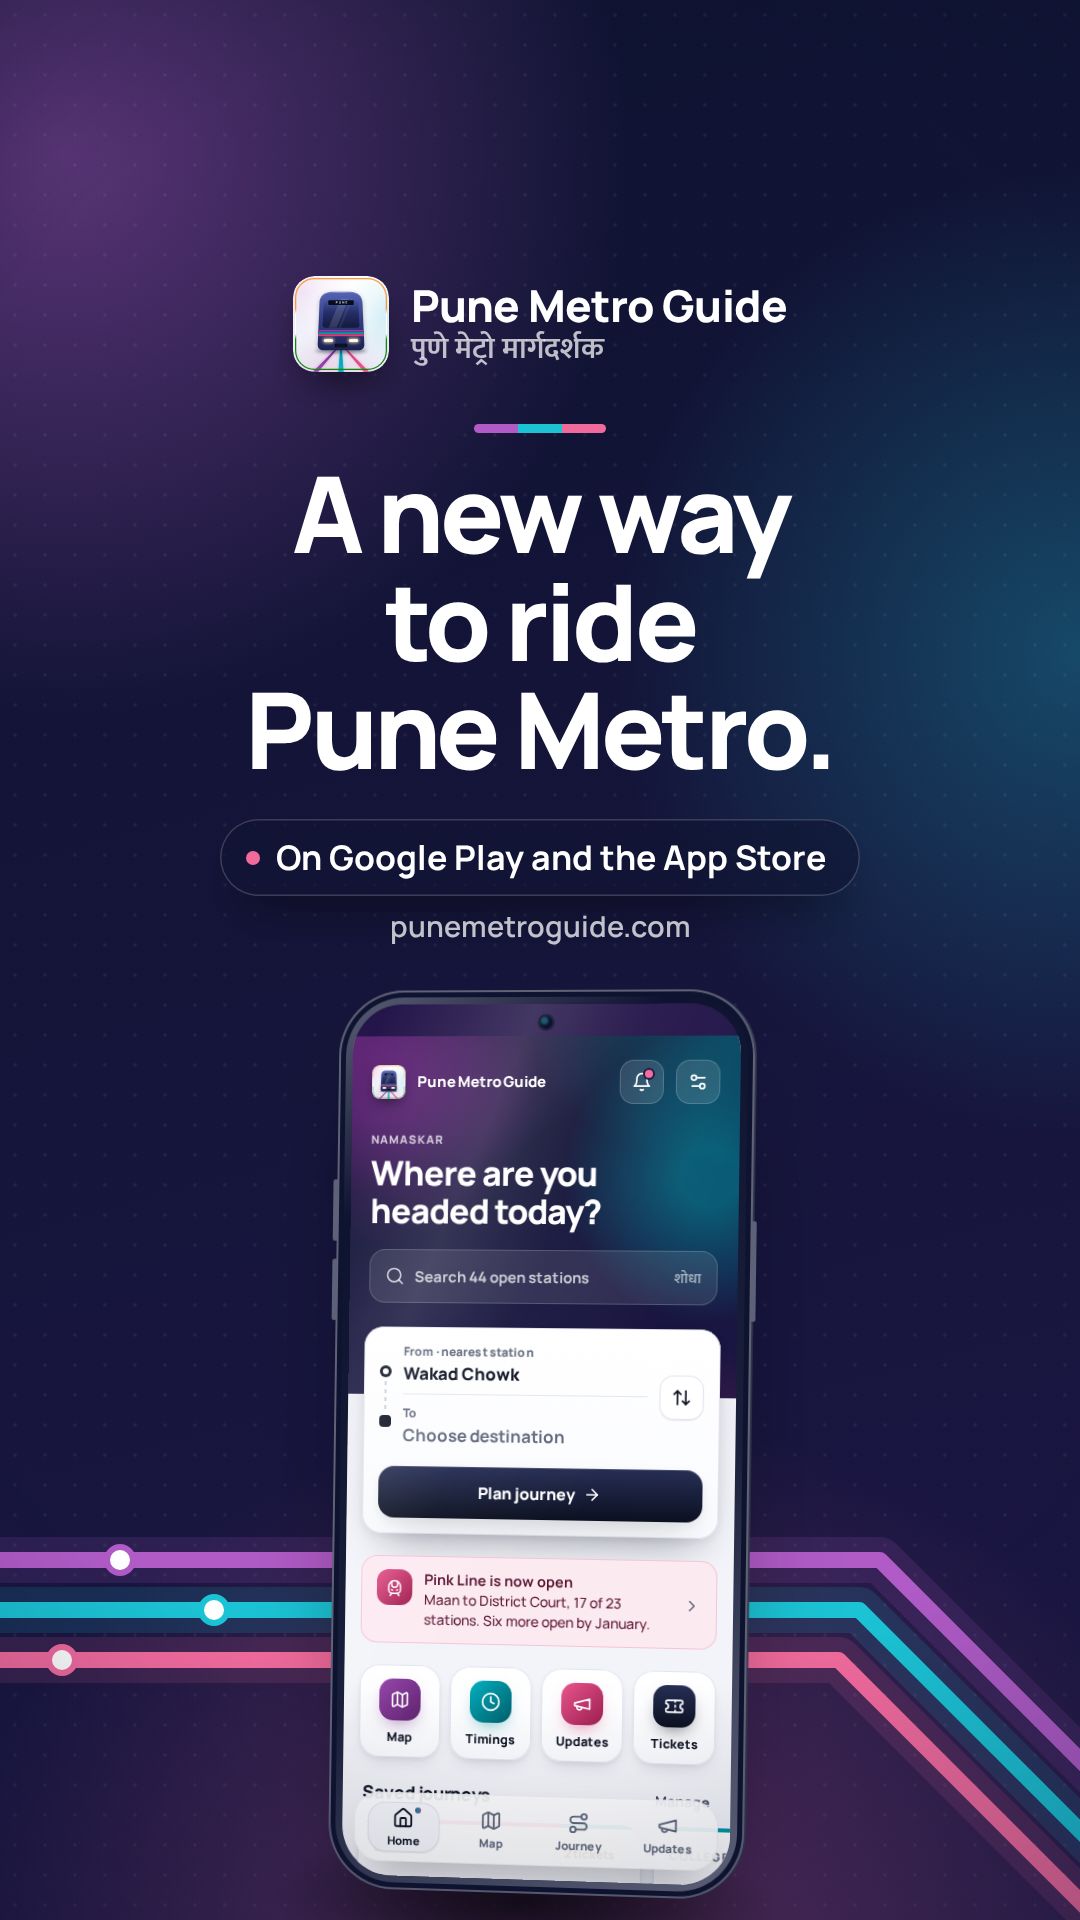 Pune Metro Guide
पुणे मेट्रो मार्गदर्शक
A new way
to ride
Pune Metro.
On Google Play and the App Store
punemetroguide.com
Pune Metro Guide
NAMASKAR
Where are you
headed today?
Search 44 open stations
शोधा
From · nearest station
Wakad Chowk
To
Choose destination
Plan journey
Pink Line is now open
Maan to District Court, 17 of 23
stations. Six more open by January.
Map
Timings
Updates
Tickets
Saved journeys
Manage
Home
Map
Journey
Updates